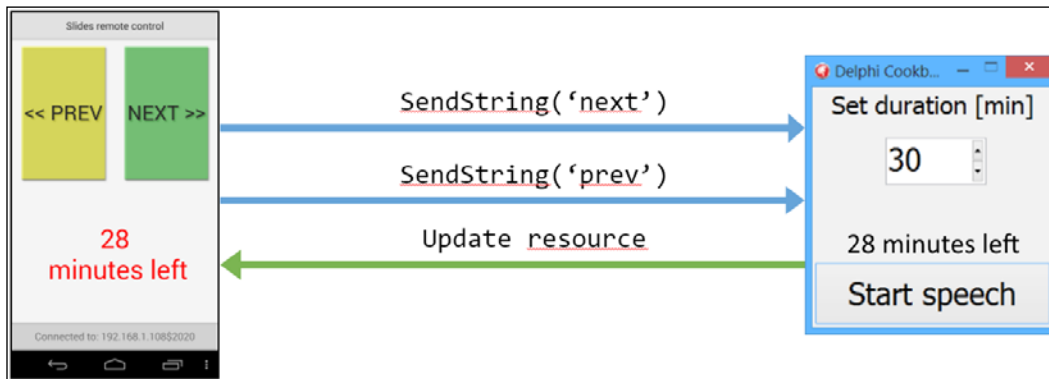 Slides remote control
<< PREV
NEXT >>
28
minutes left
Connected to: 192.168.1.108$2020
SendString(‘next’)
SendString(‘prev’)
Update resource
Delphi Cookb...
Set duration [min]
30
28 minutes left
Start speech